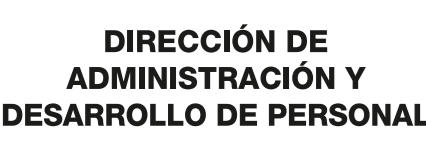 DIRECCIÓN DE
ADMINISTRACIÓN Y
DESARROLLO DE PERSONAL